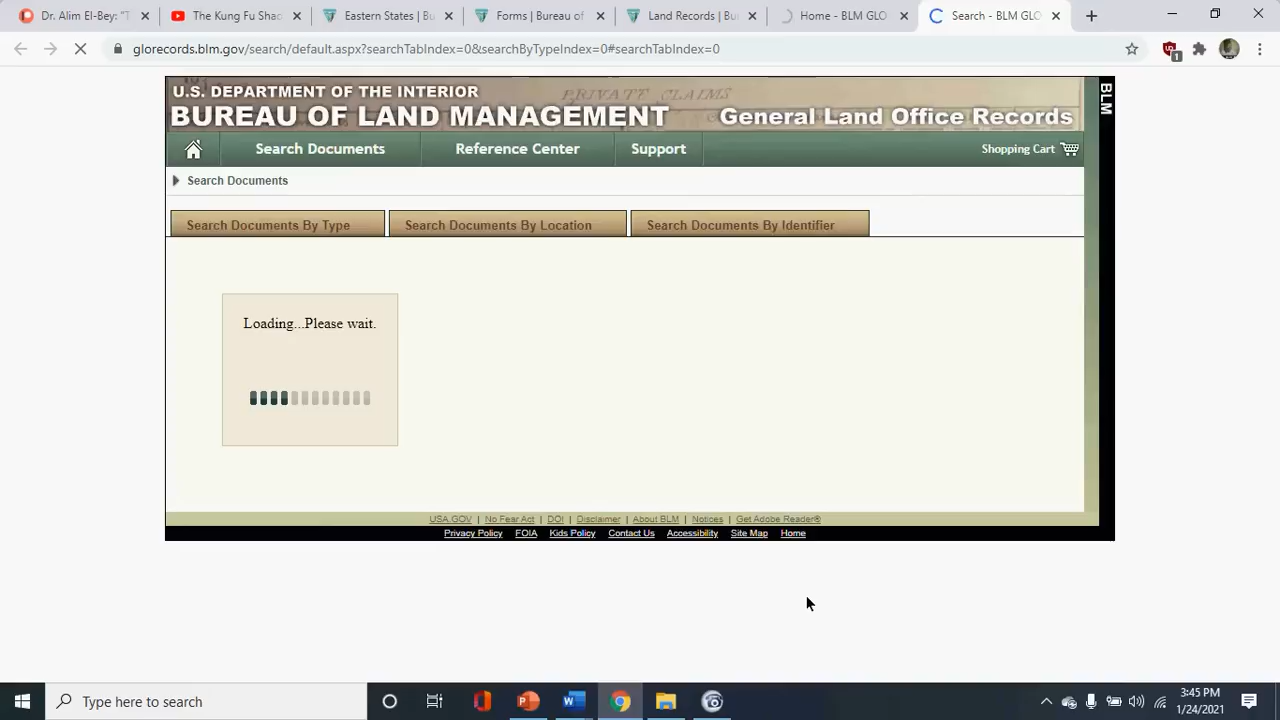 Dr. Alim El-Bey: "T
The Kung Fu Shac
Eastern States | Bu
Forms | Bureau of
Land Records | Bu
Home - BLM GLO
Search - BLM GLO
glorecords.blm.gov/search/default.aspx?searchTabIndex=0&searchByTypeIndex=0#searchTabIndex=0
1
U.S. DEPARTMENT OF THE INTERIOR
PRIVATE CLAIMS
BUREAU OF LAND MANAGEMENT
General Land Office Records
BLM
Search Documents
Reference Center
Support
Shopping Cart
Search Documents
Search Documents By Type
Search Documents By Location
Search Documents By Identifier
Loading...Please wait.
USA.GOV | No Fear Act | DOI | Disclaimer | About BLM | Notices | Get Adobe Reader®
Privacy Policy FOIA Kids Policy Contact Us Accessibility Site Map Home
Type here to search
3:45 PM
1/24/2021